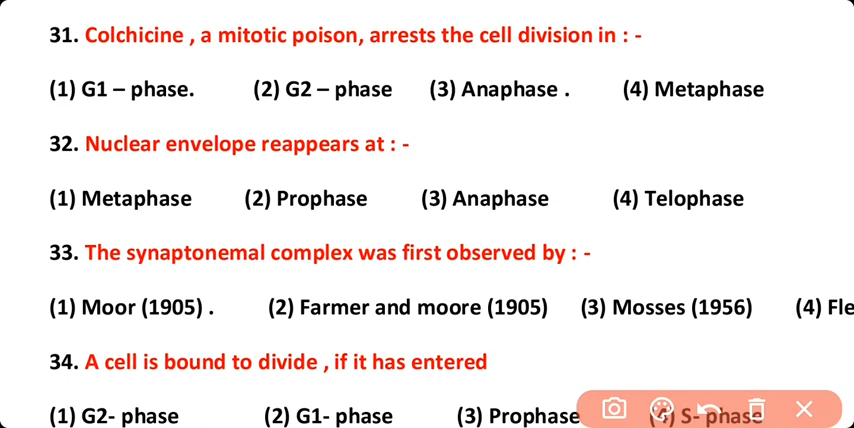 31. Colchicine , a mitotic poison, arrests the cell division in : -
(1) G1 – phase. (2) G2 – phase (3) Anaphase . (4) Metaphase
32. Nuclear envelope reappears at : -
(1) Metaphase (2) Prophase (3) Anaphase (4) Telophase
33. The synaptonemal complex was first observed by : -
(1) Moor (1905) . (2) Farmer and moore (1905) (3) Mosses (1956) (4) Fle
34. A cell is bound to divide , if it has entered
(1) G2- phase (2) G1- phase (3) Prophase (4) S- phase